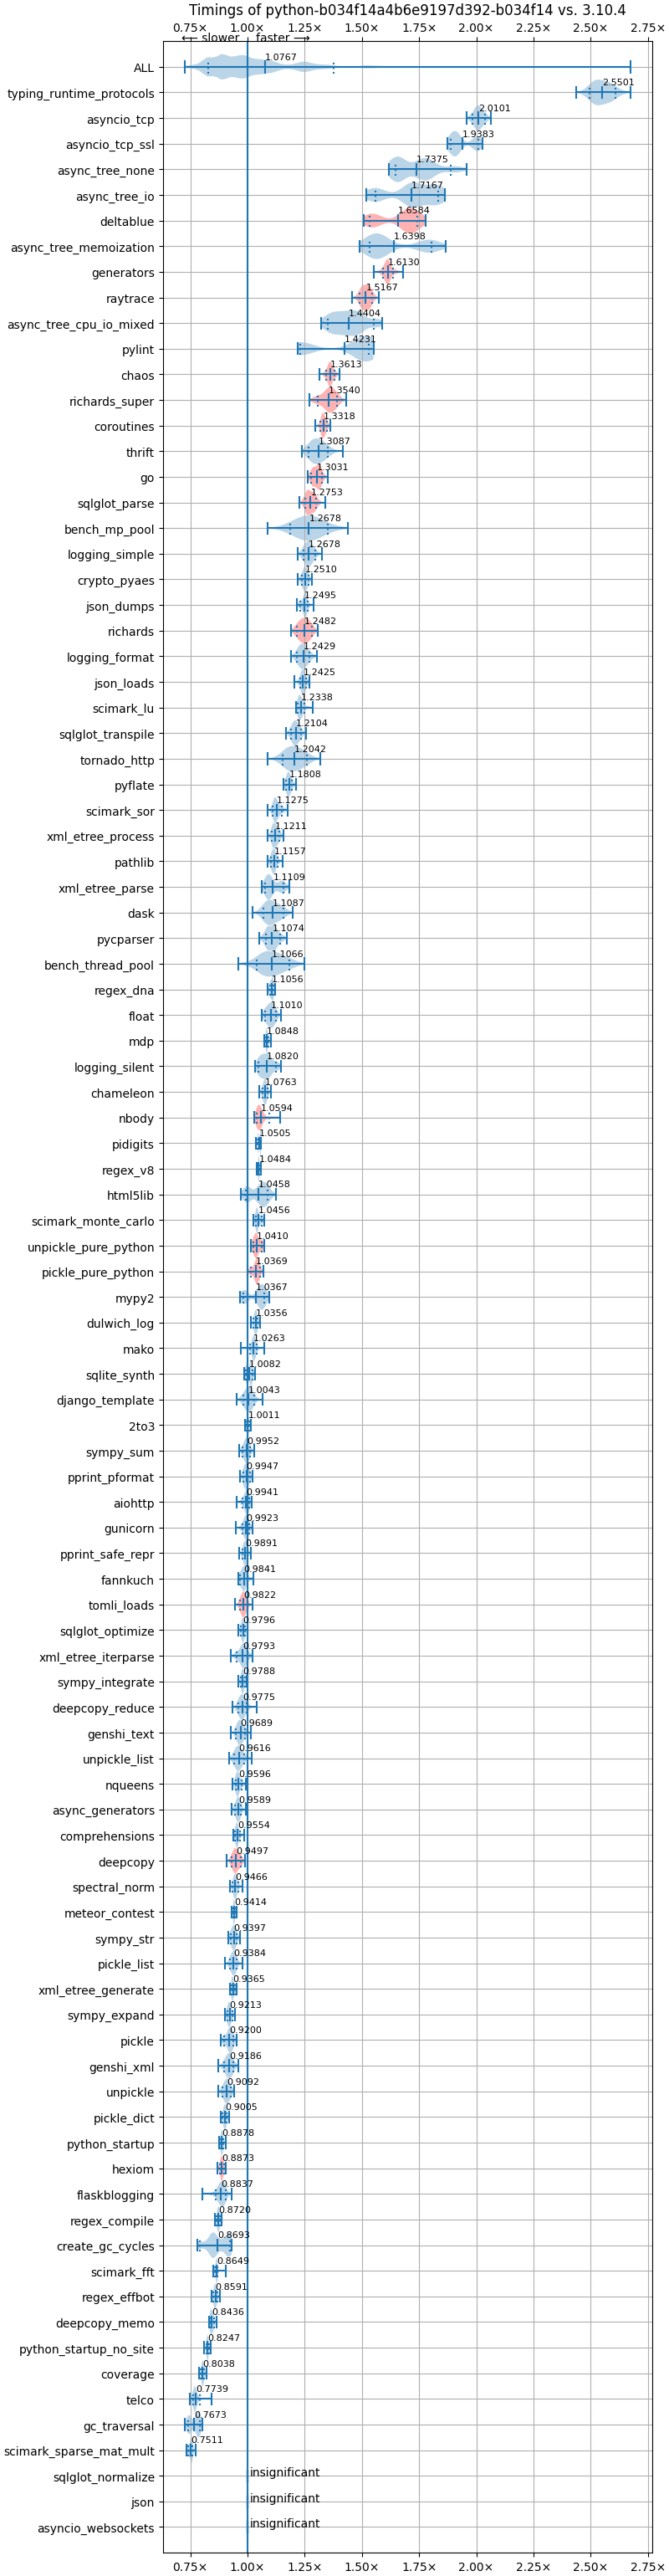 Timings of python-b034f14a4b6e9197d392-b034f14 vs. 3.10.4
0.75× 1.00× 1.25× 1.50× 1.75× 2.00× 2.25× 2.50× 2.75×
← slower faster →
ALL 1.0767
typing_runtime_protocols 2.5501
asyncio_tcp 2.0101
asyncio_tcp_ssl 1.9383
async_tree_none 1.7375
async_tree_io 1.7167
deltablue 1.6584
async_tree_memoization 1.6398
generators 1.6130
raytrace 1.5167
async_tree_cpu_io_mixed 1.4404
pylint 1.4231
chaos 1.3613
richards_super 1.3540
coroutines 1.3318
thrift 1.3087
go 1.3031
sqlglot_parse 1.2753
bench_mp_pool 1.2678
logging_simple 1.2678
crypto_pyaes 1.2510
json_dumps 1.2495
richards 1.2482
logging_format 1.2429
json_loads 1.2425
scimark_lu 1.2338
sqlglot_transpile 1.2104
tornado_http 1.2042
pyflate 1.1808
scimark_sor 1.1275
xml_etree_process 1.1211
pathlib 1.1157
xml_etree_parse 1.1109
dask 1.1087
pycparser 1.1074
bench_thread_pool 1.1066
regex_dna 1.1056
float 1.1010
mdp 1.0848
logging_silent 1.0820
chameleon 1.0763
nbody 1.0594
pidigits 1.0505
regex_v8 1.0484
html5lib 1.0458
scimark_monte_carlo 1.0456
unpickle_pure_python 1.0410
pickle_pure_python 1.0369
mypy2 1.0367
dulwich_log 1.0356
mako 1.0263
sqlite_synth 1.0082
django_template 1.0043
2to3 1.0011
sympy_sum 0.9952
pprint_pformat 0.9947
aiohttp 0.9941
gunicorn 0.9923
pprint_safe_repr 0.9891
fannkuch 0.9841
tomli_loads 0.9822
sqlglot_optimize 0.9796
xml_etree_iterparse 0.9793
sympy_integrate 0.9788
deepcopy_reduce 0.9775
genshi_text 0.9689
unpickle_list 0.9616
nqueens 0.9596
async_generators 0.9589
comprehensions 0.9554
deepcopy 0.9497
spectral_norm 0.9466
meteor_contest 0.9414
sympy_str 0.9397
pickle_list 0.9384
xml_etree_generate 0.9365
sympy_expand 0.9213
pickle 0.9200
genshi_xml 0.9186
unpickle 0.9092
pickle_dict 0.9005
python_startup 0.8878
hexiom 0.8873
flaskblogging 0.8837
regex_compile 0.8720
create_gc_cycles 0.8693
scimark_fft 0.8649
regex_effbot 0.8591
deepcopy_memo 0.8436
python_startup_no_site 0.8247
coverage 0.8038
telco 0.7739
gc_traversal 0.7673
scimark_sparse_mat_mult 0.7511
sqlglot_normalize insignificant
json insignificant
asyncio_websockets insignificant
0.75× 1.00× 1.25× 1.50× 1.75× 2.00× 2.25× 2.50× 2.75×